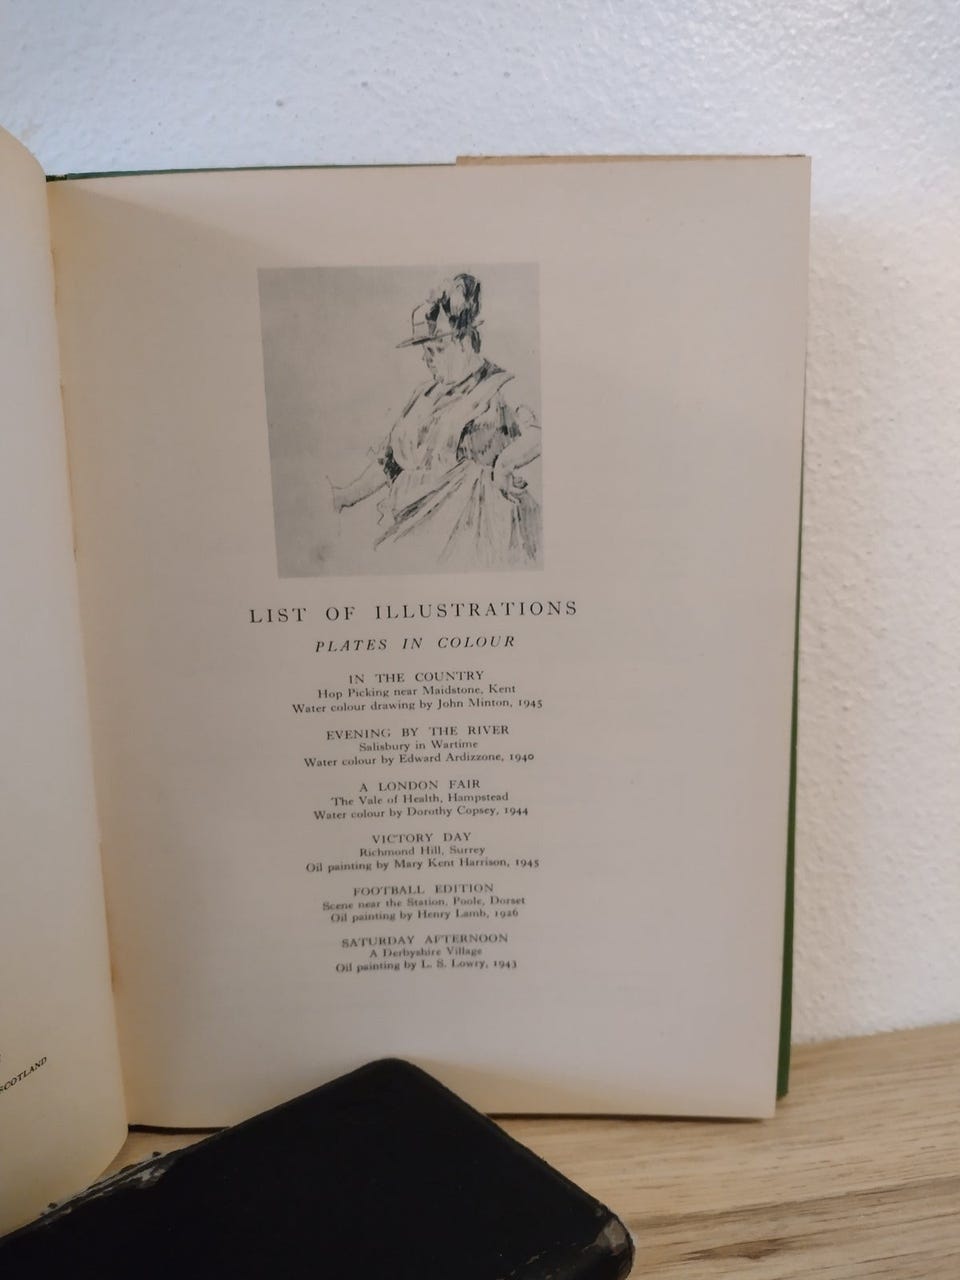 LIST OF ILLUSTRATIONS
PLATES IN COLOUR
IN THE COUNTRY
Hop Picking near Maidstone, Kent
Water colour drawing by John Minton, 1945
EVENING BY THE RIVER
Salisbury in Wartime
Water colour by Edward Ardizzone, 1940
A LONDON FAIR
The Vale of Health, Hampstead
Water colour by Dorothy Copsey, 1944
VICTORY DAY
Richmond Hill, Surrey
Oil painting by Mary Kent Harrison, 1945
FOOTBALL EDITION
Scene near the Station, Poole, Dorset
Oil painting by Henry Lamb, 1926
SATURDAY AFTERNOON
A Derbyshire Village
Oil painting by L. S. Lowry, 1943
SCOTLAND